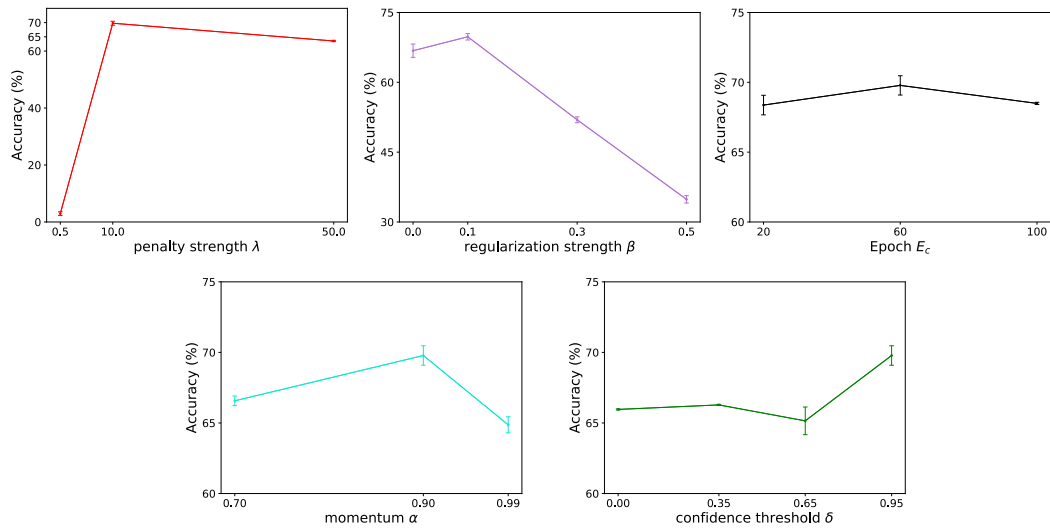 Accuracy (%)
70
65
60
40
20
0
0.5 10.0 50.0
penalty strength λ
Accuracy (%)
75
60
45
30
0.0 0.1 0.3 0.5
regularization strength β
Accuracy (%)
75
70
65
60
20 60 100
Epoch E_c
Accuracy (%)
75
70
65
60
0.70 0.90 0.99
momentum α
Accuracy (%)
75
70
65
60
0.00 0.35 0.65 0.95
confidence threshold δ